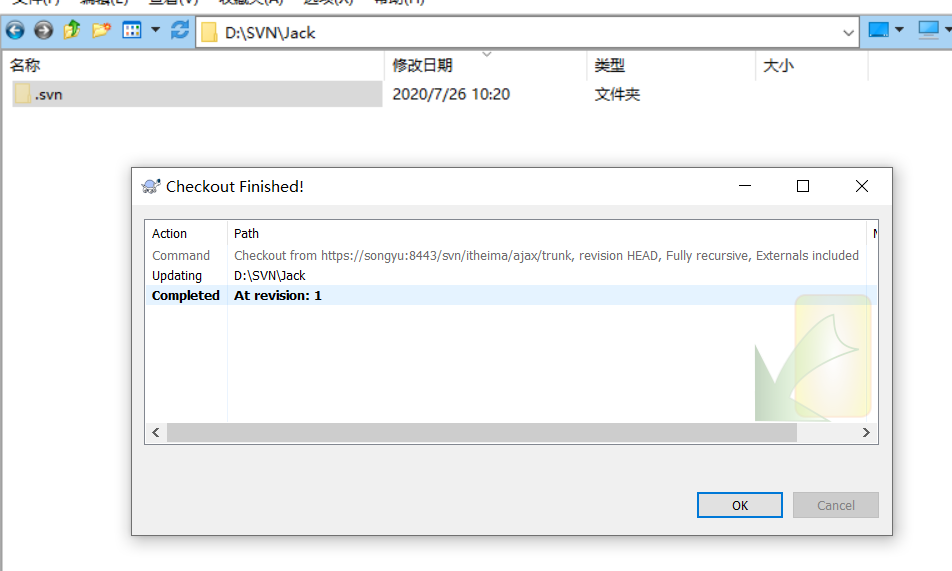 D:\SVN\Jack
名称 修改日期 类型 大小
.svn 2020/7/26 10:20 文件夹
Checkout Finished!
Action Path
Command Checkout from https://songyu:8443/svn/itheima/ajax/trunk, revision HEAD, Fully recursive, Externals included
Updating D:\SVN\Jack
Completed At revision: 1
OK Cancel